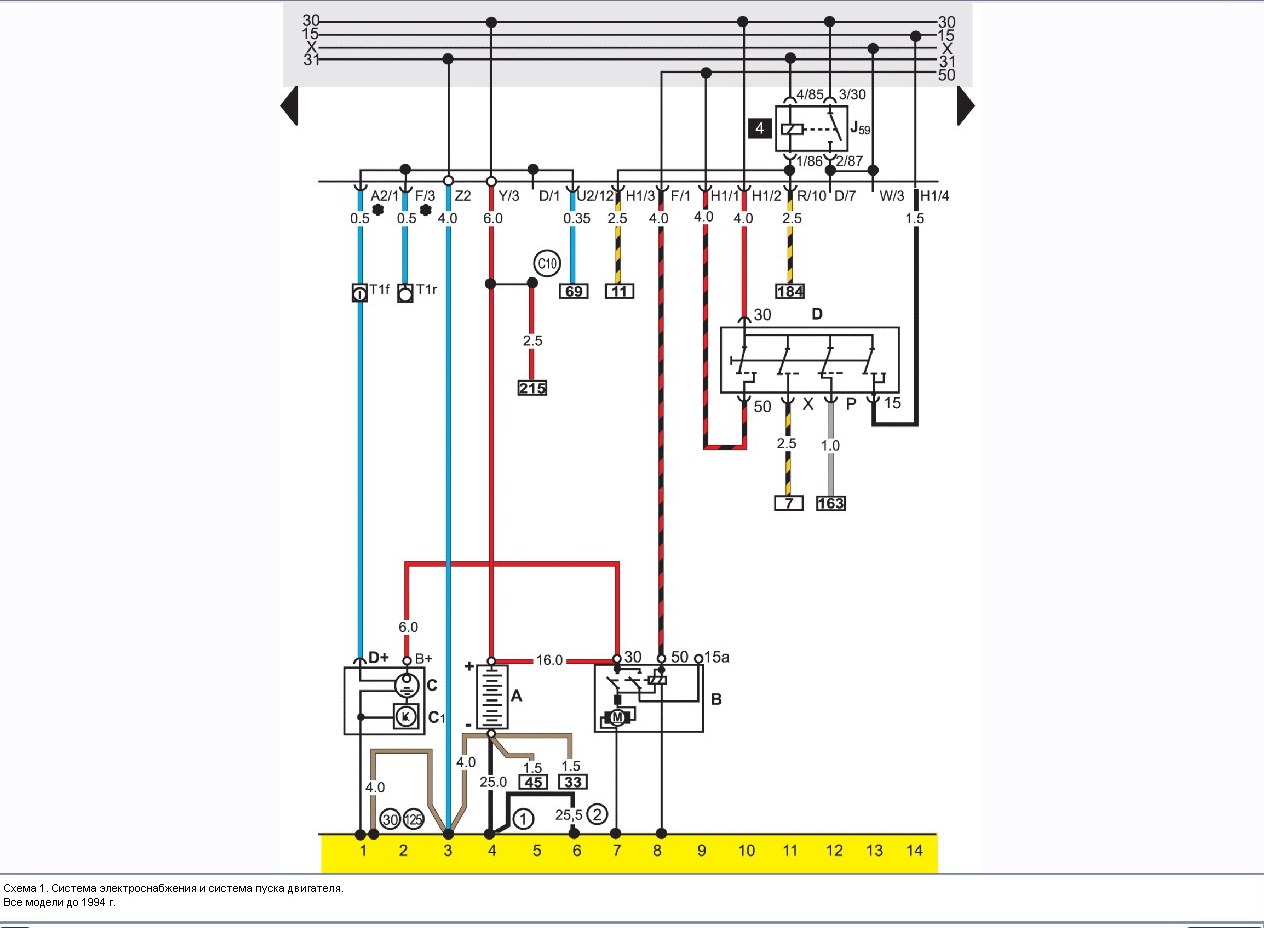 30 30
15 15
X X
31 31
50
4/85 3/30
4 J59
1/86 2/87
A2/1 F/3 Z2 Y/3 D/1 U2/12 H1/3 F/1 H1/1 H1/2 R/10 D/7 W/3 H1/4
0.5 0.5 4.0 6.0 0.35 2.5 4.0 4.0 4.0 2.5 1.5
C10
T1f T1r 69 11 184
30 D
2.5
215
50 X P 15
2.5 1.0
7 163
6.0
D+ B+ + 16.0 30 50 15a
C A B
C1 K M
-
4.0 1.5 1.5
4.0 25.0 45 33
30 125 1 25,5 2
1 2 3 4 5 6 7 8 9 10 11 12 13 14
Схема 1. Система электроснабжения и система пуска двигателя.
Все модели до 1994 г.